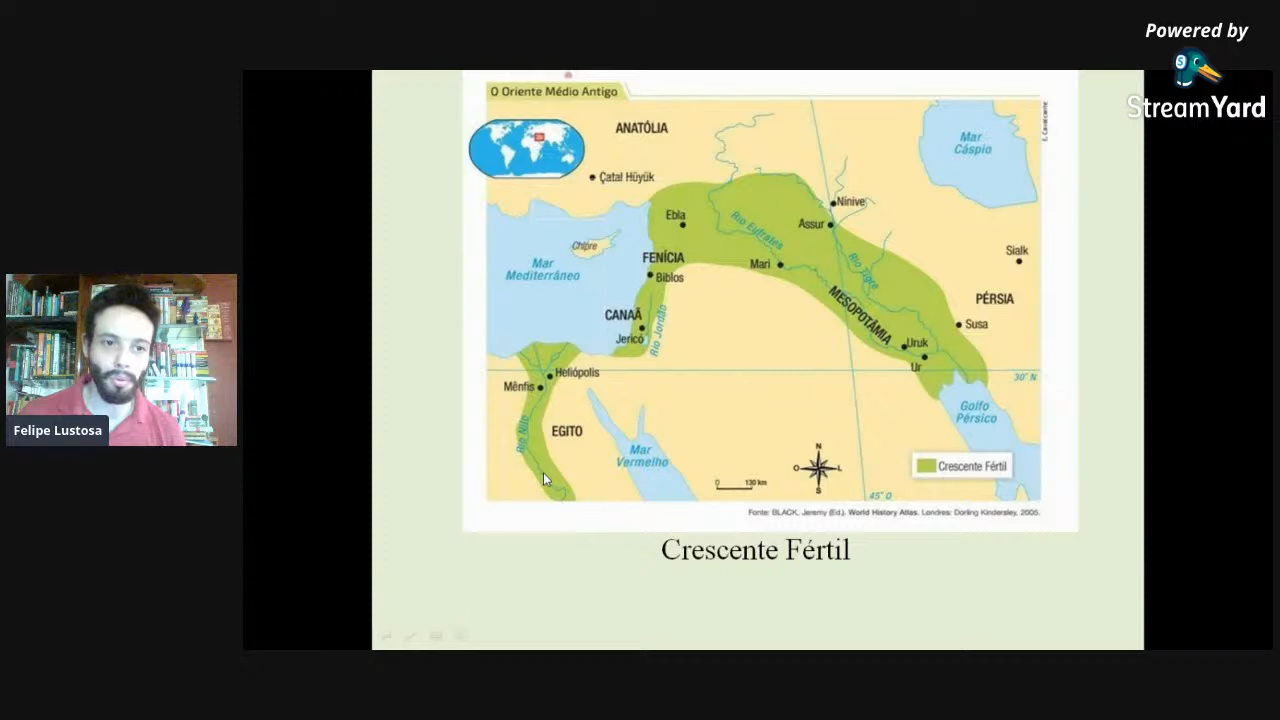 Powered by
StreamYard
O Oriente Médio Antigo
ANATÓLIA
Mar
Cáspio
Çatal Hüyük
Nínive
Ebla
Assur
Rio Eufrates
Chipre
Sialk
FENÍCIA
Mar
Mediterrâneo
Mari
Biblos
Rio Tigre
PÉRSIA
MESOPOTÂMIA
CANAÃ
Rio Jordão
Susa
Jericó
Uruk
Ur
Heliópolis
30° N
Mênfis
Golfo
Pérsico
EGITO
Rio Nilo
Mar
Vermelho
N
O
L
S
Crescente Fértil
0
130 km
45° O
Fonte: BLACK, Jeremy (Ed.). World History Atlas. Londres: Dorling Kindersley, 2005.
Crescente Fértil
Felipe Lustosa